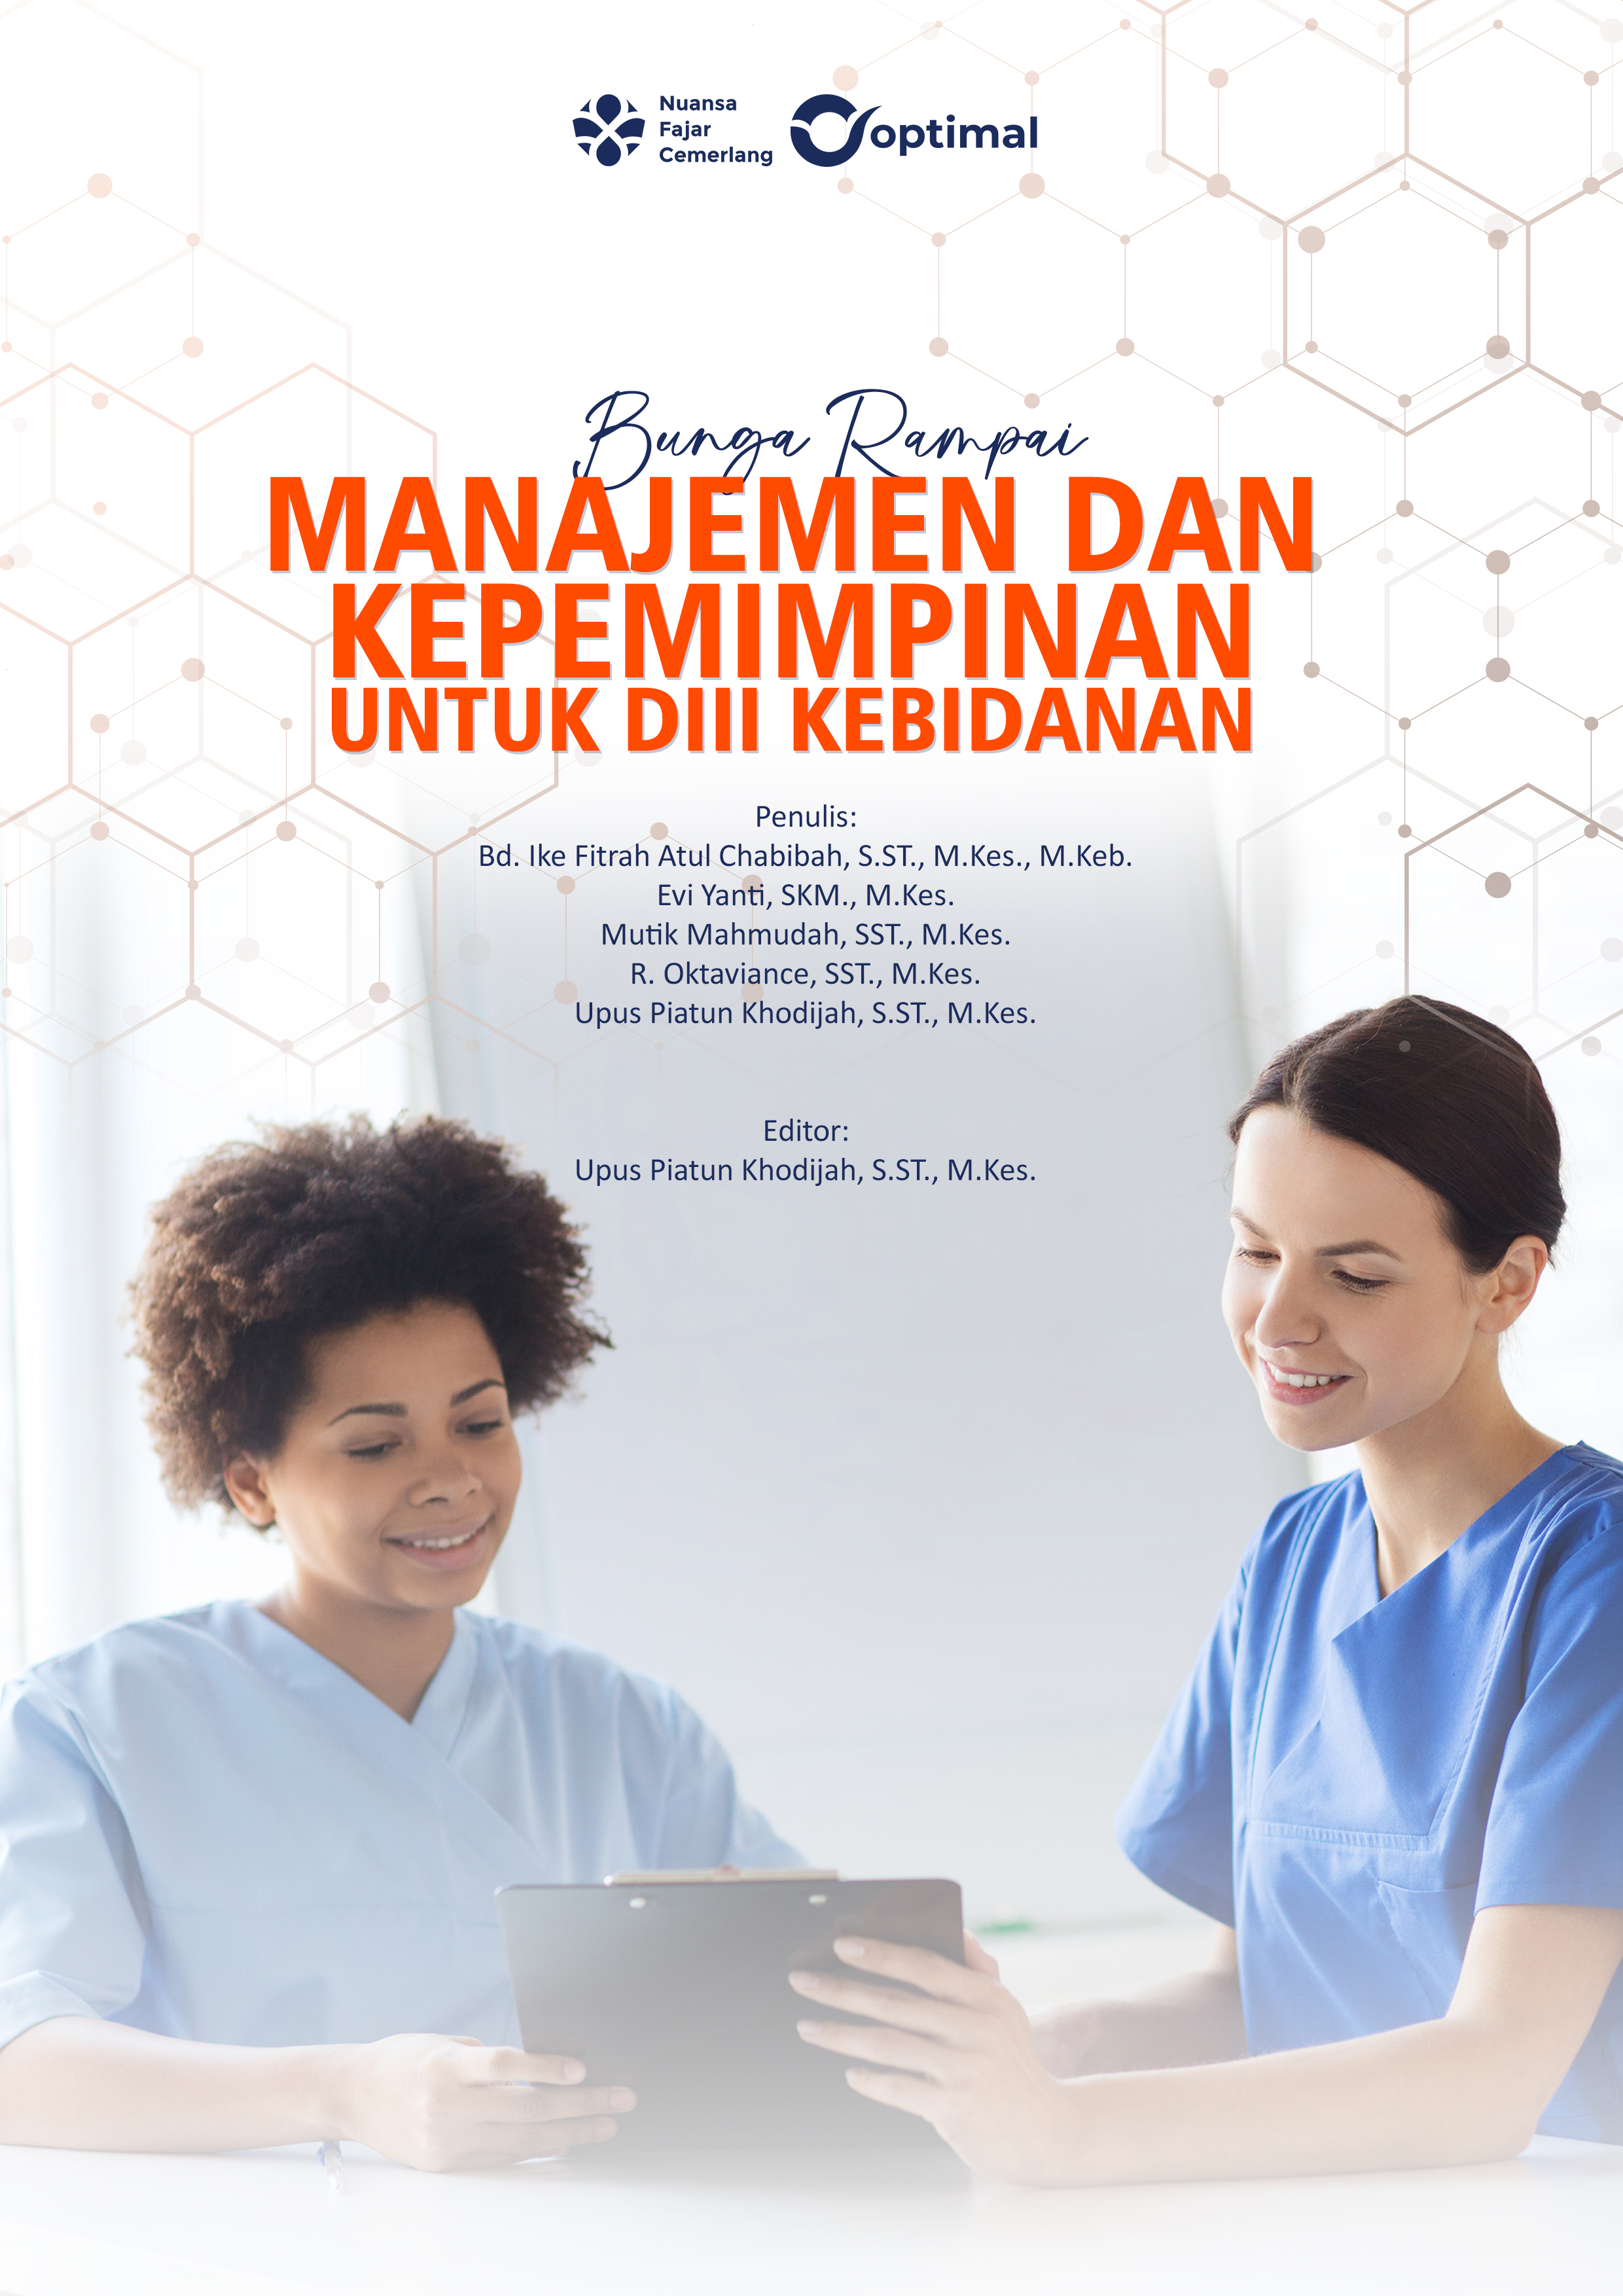 Nuansa
Fajar
Cemerlang
optimal
Bunga Rampai
MANAJEMEN DAN
KEPEMIMPINAN
UNTUK DIII KEBIDANAN
Penulis:
Bd. Ike Fitrah Atul Chabibah, S.ST., M.Kes., M.Keb.
Evi Yanti, SKM., M.Kes.
Mutik Mahmudah, SST., M.Kes.
R. Oktaviance, SST., M.Kes.
Upus Piatun Khodijah, S.ST., M.Kes.
Editor:
Upus Piatun Khodijah, S.ST., M.Kes.